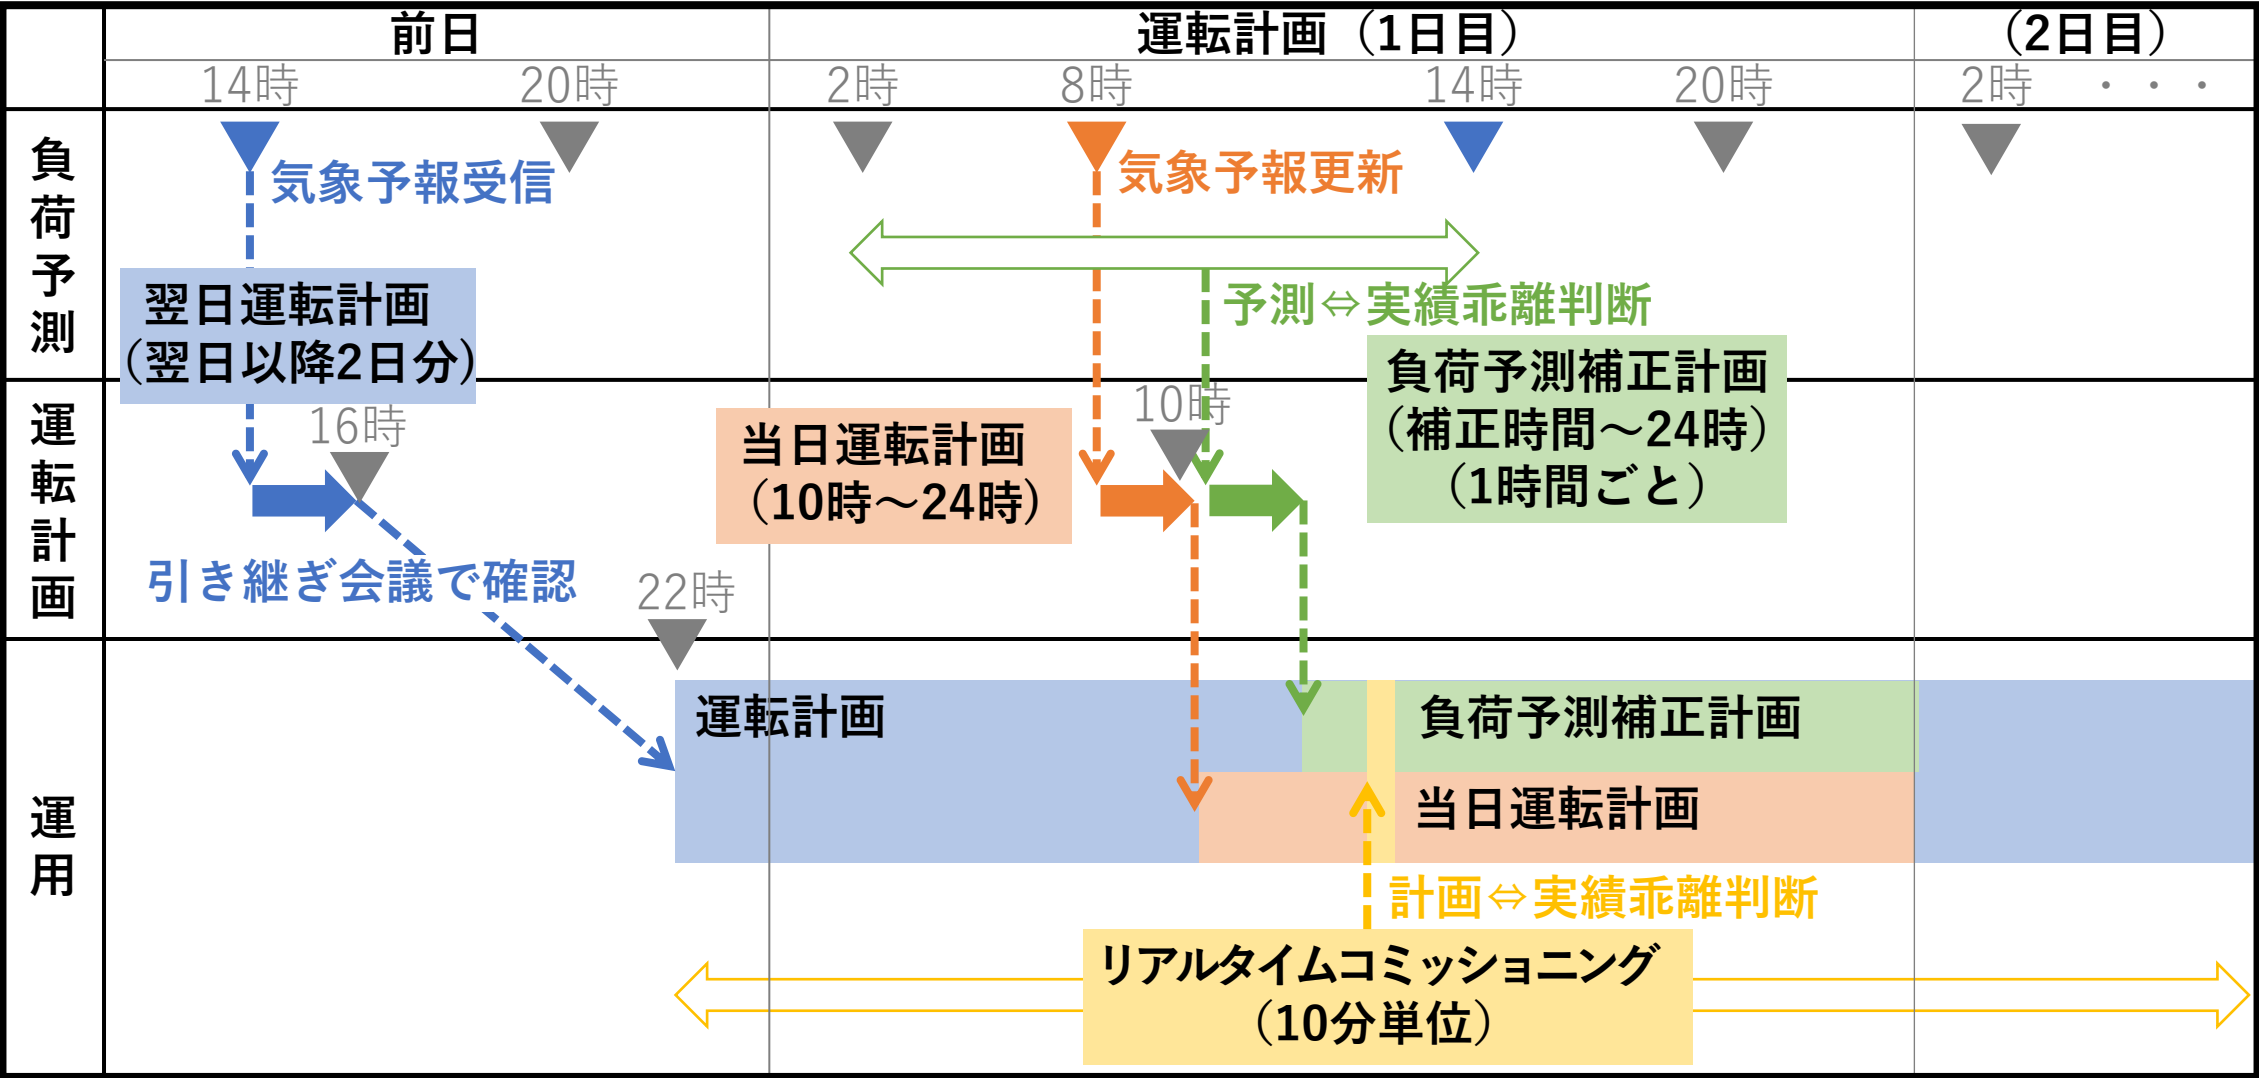 前日
運転計画（1日目）
（2日目）
14時
20時
2時
8時
14時
20時
2時
・・・
負荷予測
気象予報受信
気象予報更新
翌日運転計画
（翌日以降2日分）
予測⇔実績乖離判断
負荷予測補正計画
（補正時間～24時）
（1時間ごと）
運転計画
16時
10時
当日運転計画
（10時～24時）
引き継ぎ会議で確認
22時
運用
運転計画
負荷予測補正計画
当日運転計画
計画⇔実績乖離判断
リアルタイムコミッショニング
（10分単位）